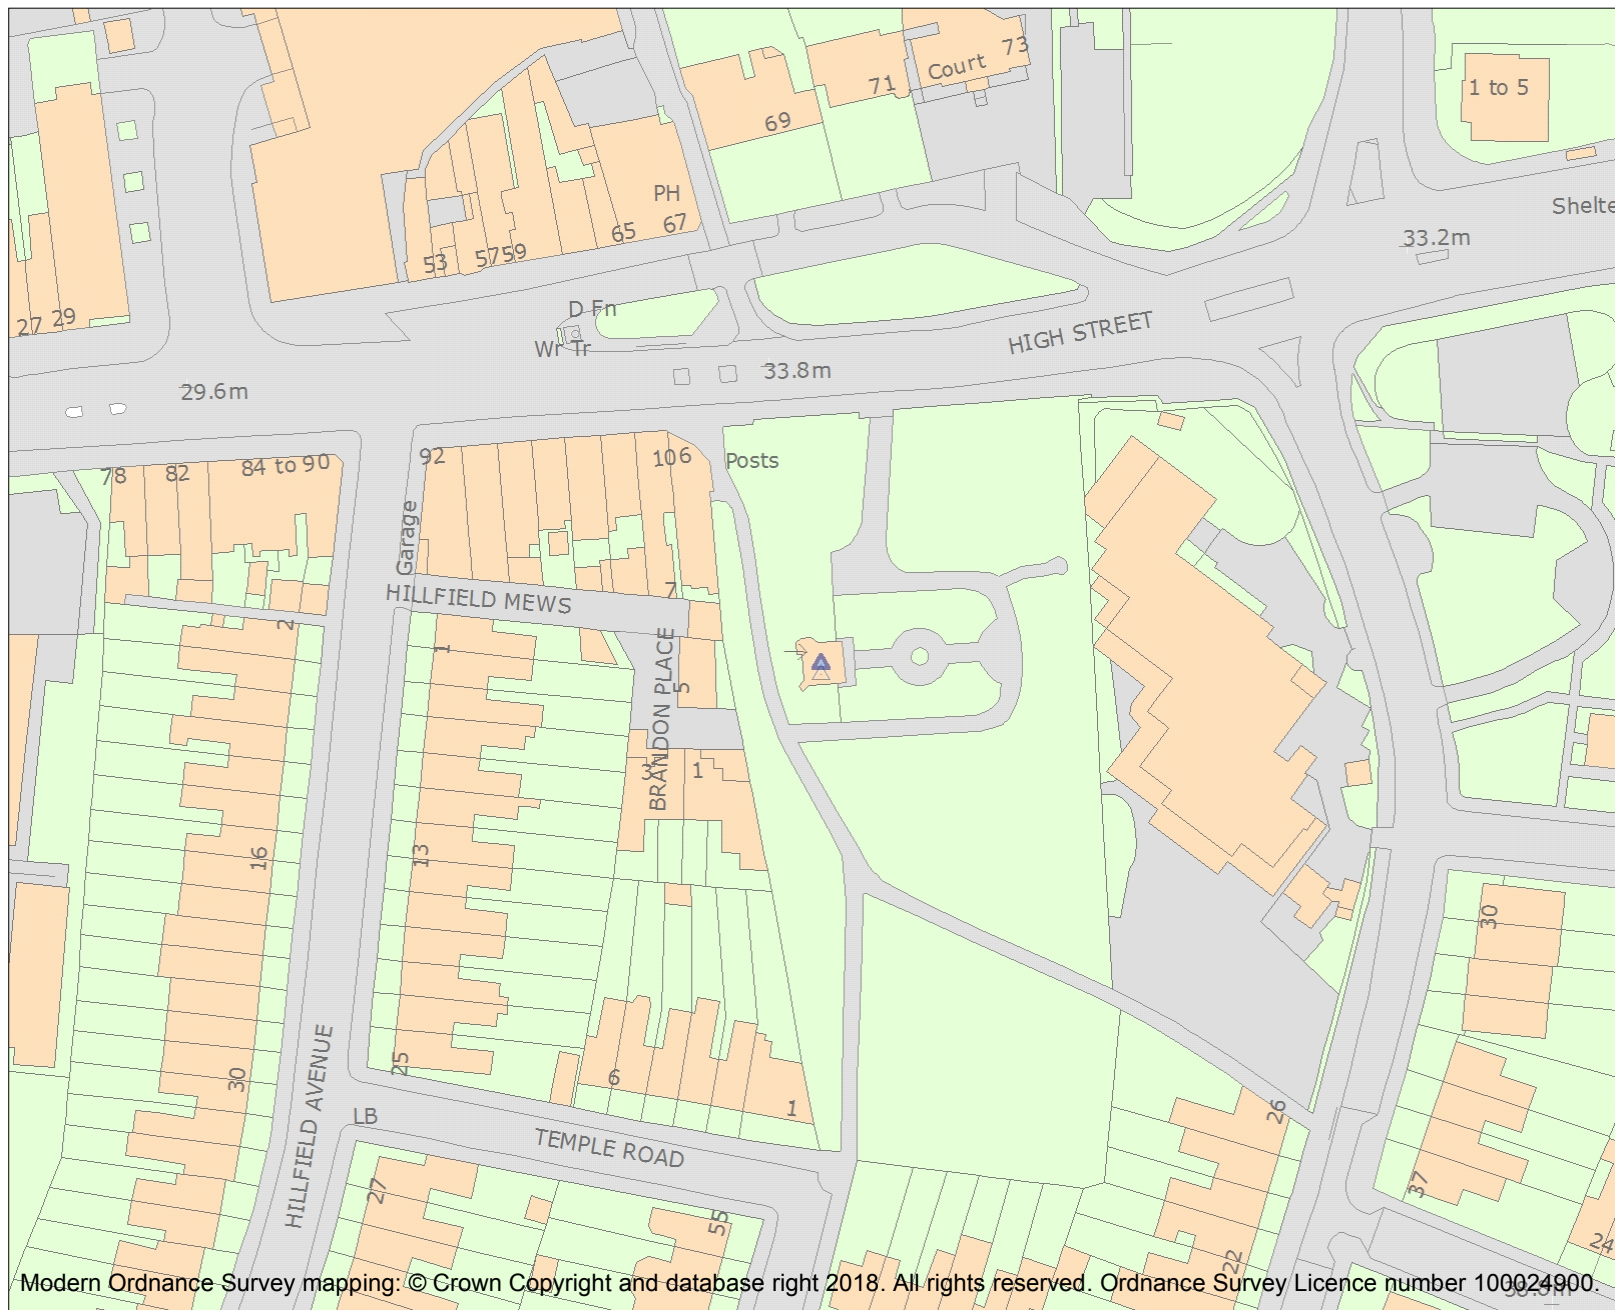 73
Court
71
1 to 5
69
PH
Shelte
67
65
33.2m
5759
53
D Fn
27 29
HIGH STREET
Wr Tr
33.8m
29.6m
92
106
Posts
84 to 90
82
78
Garage
7
HILLFIELD MEWS
2
1
5
BRANDON PLACE
3
1
13
16
30
25
30
6
1
26
LB
TEMPLE ROAD
HILLFIELD AVENUE
27
37
55
24
22
Modern Ordnance Survey mapping: © Crown Copyright and database right 2018. All rights reserved. Ordnance Survey Licence number 100024900.